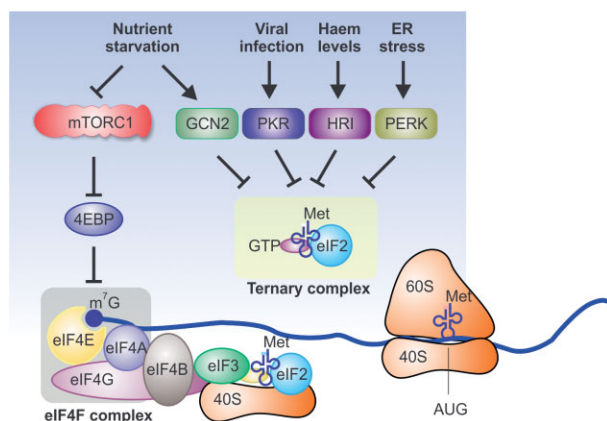 Nutrient
starvation
Viral
infection
Haem
levels
ER
stress
mTORC1
GCN2
PKR
HRI
PERK
4EBP
Met
GTP
eIF2
Ternary complex
m⁷G
eIF4E
eIF4A
eIF4G
eIF4B
eIF3
Met
eIF2
40S
eIF4F complex
60S
Met
40S
AUG